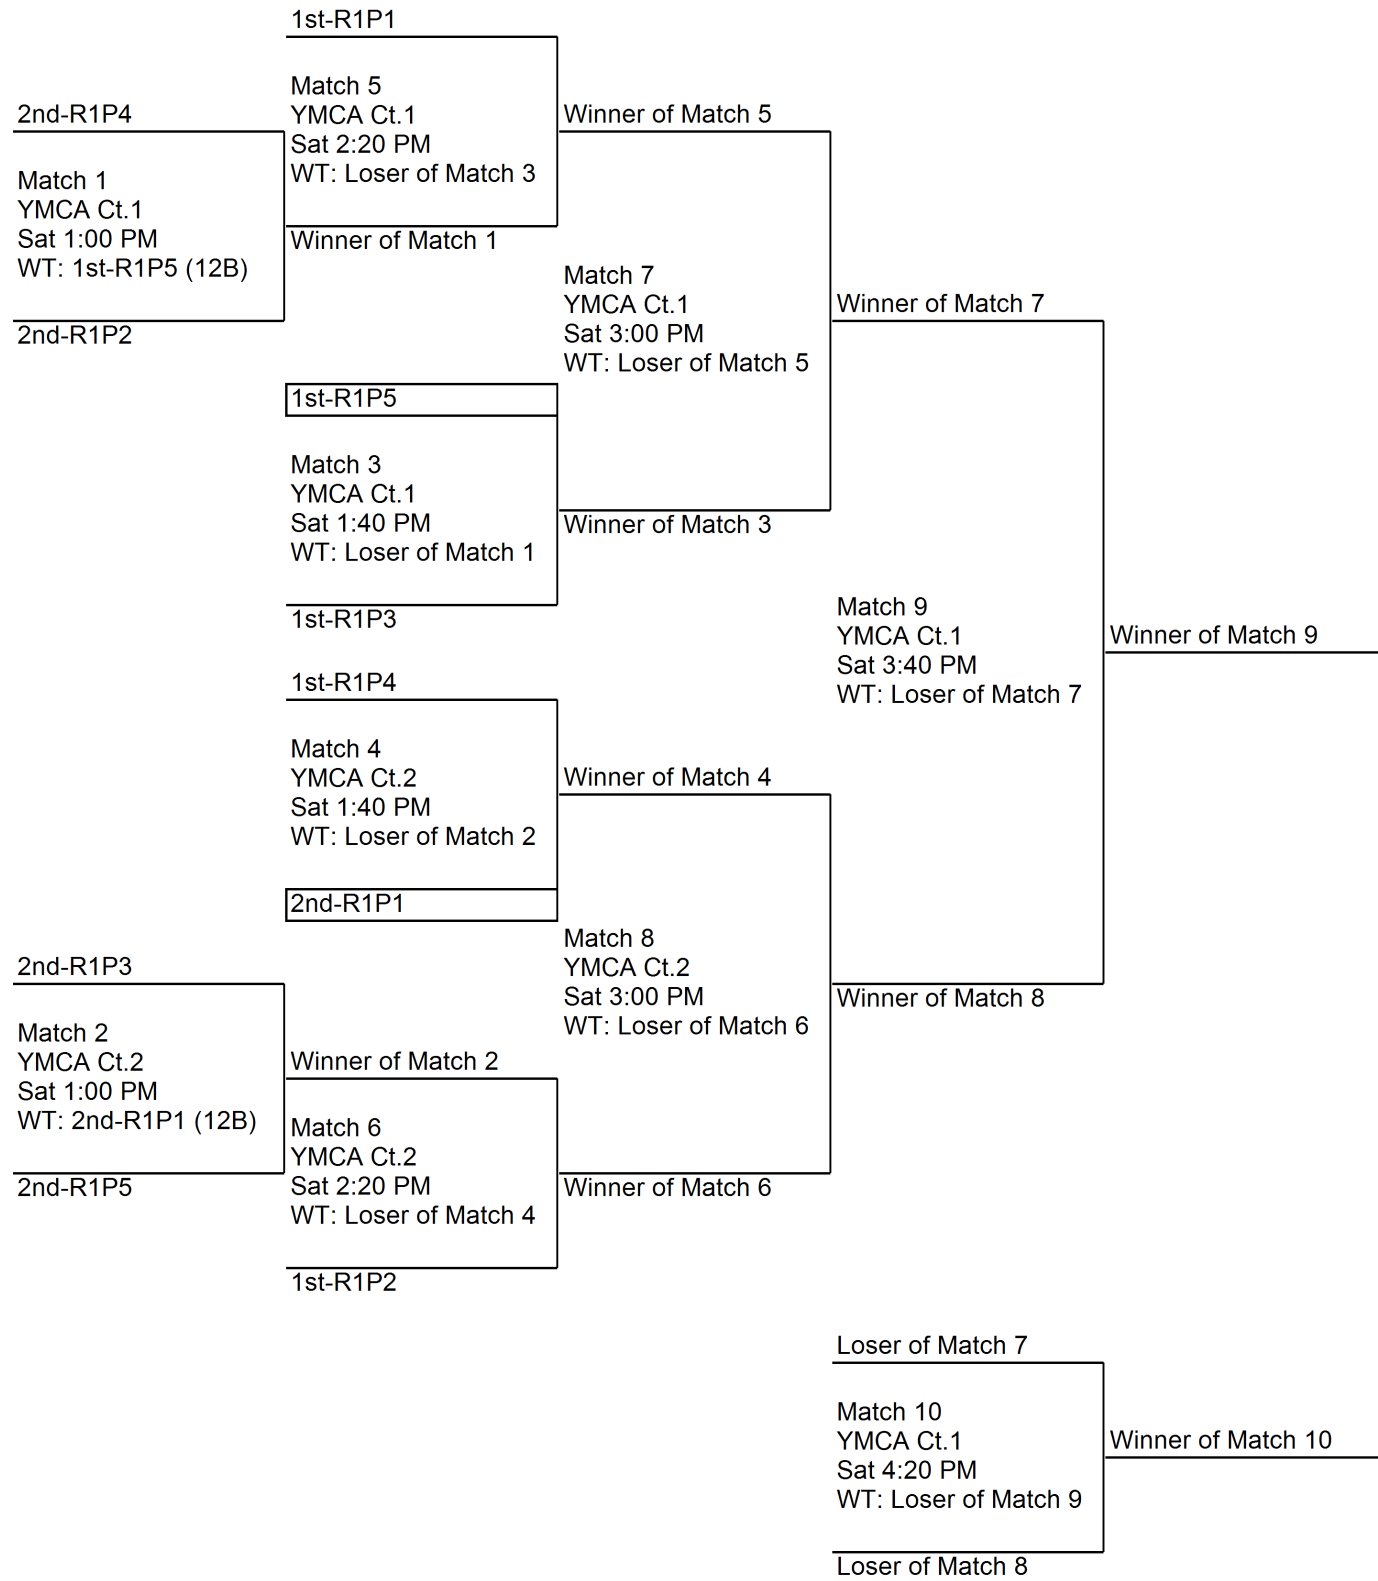 1st-R1P1
Match 5
YMCA Ct.1
Sat 2:20 PM
WT: Loser of Match 3
2nd-R1P4
Match 1
YMCA Ct.1
Sat 1:00 PM
WT: 1st-R1P5 (12B)
2nd-R1P2
Winner of Match 1
Winner of Match 5
Match 7
YMCA Ct.1
Sat 3:00 PM
WT: Loser of Match 5
Winner of Match 7
1st-R1P5
Match 3
YMCA Ct.1
Sat 1:40 PM
WT: Loser of Match 1
1st-R1P3
Winner of Match 3
Match 9
YMCA Ct.1
Sat 3:40 PM
WT: Loser of Match 7
Winner of Match 9
1st-R1P4
Match 4
YMCA Ct.2
Sat 1:40 PM
WT: Loser of Match 2
2nd-R1P1
Winner of Match 4
Match 8
YMCA Ct.2
Sat 3:00 PM
WT: Loser of Match 6
Winner of Match 8
2nd-R1P3
Match 2
YMCA Ct.2
Sat 1:00 PM
WT: 2nd-R1P1 (12B)
2nd-R1P5
Winner of Match 2
Match 6
YMCA Ct.2
Sat 2:20 PM
WT: Loser of Match 4
1st-R1P2
Winner of Match 6
Loser of Match 7
Match 10
YMCA Ct.1
Sat 4:20 PM
WT: Loser of Match 9
Loser of Match 8
Winner of Match 10